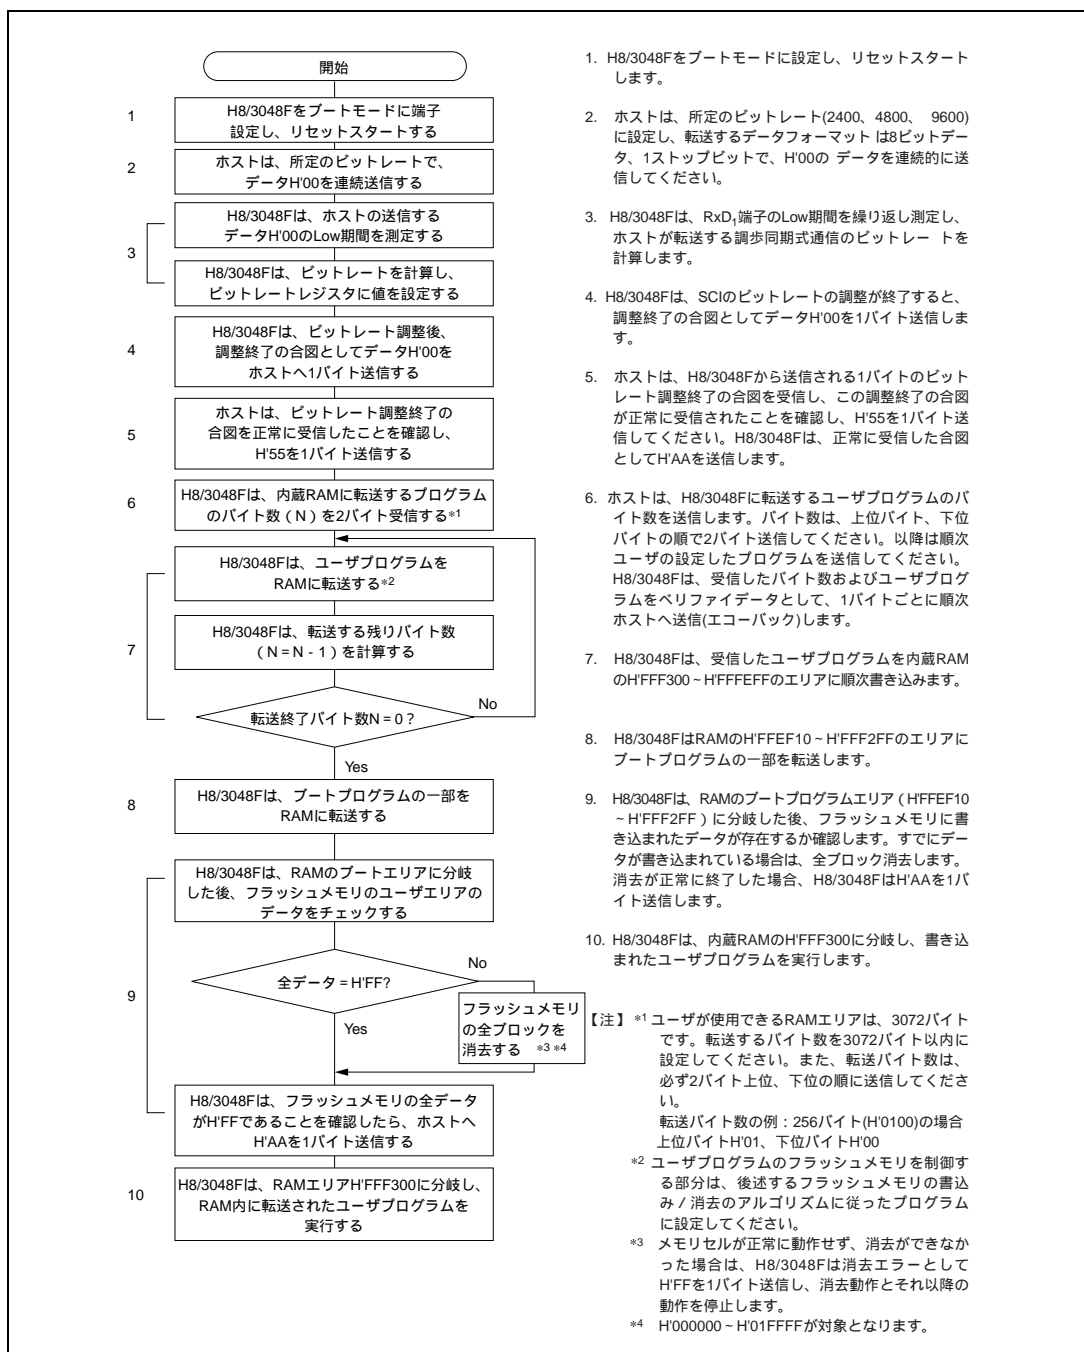 開始
1
H8/3048Fをブートモードに端子
設定し、リセットスタートする
2
ホストは、所定のビットレートで、
データH'00を連続送信する
3
H8/3048Fは、ホストの送信する
データH'00のLow期間を測定する
H8/3048Fは、ビットレートを計算し、
ビットレートレジスタに値を設定する
4
H8/3048Fは、ビットレート調整後、
調整終了の合図としてデータH'00を
ホストへ1バイト送信する
5
ホストは、ビットレート調整終了の
合図を正常に受信したことを確認し、
H'55を1バイト送信する
6
H8/3048Fは、内蔵RAMに転送するプログラム
のバイト数（N）を2バイト受信する*1
7
H8/3048Fは、ユーザプログラムを
RAMに転送する*2
H8/3048Fは、転送する残りバイト数
（N=N - 1）を計算する
転送終了バイト数N = 0？
No
Yes
8
H8/3048Fは、ブートプログラムの一部を
RAMに転送する
9
H8/3048Fは、RAMのブートエリアに分岐
した後、フラッシュメモリのユーザエリアの
データをチェックする
全データ = H'FF?
No
Yes
フラッシュメモリ
の全ブロックを
消去する *3 *4
H8/3048Fは、フラッシュメモリの全データ
がH'FFであることを確認したら、ホストへ
H'AAを1バイト送信する
10
H8/3048Fは、RAMエリアH'FFF300に分岐し、
RAM内に転送されたユーザプログラムを
実行する
1. H8/3048Fをブートモードに設定し、リセットスタート
します。
2. ホストは、所定のビットレート(2400、4800、 9600)
に設定し、転送するデータフォーマット は8ビットデー
タ、1ストップビットで、H'00の データを連続的に送
信してください。
3. H8/3048Fは、RxD1端子のLow期間を繰り返し測定し、
ホストが転送する調歩同期式通信のビットレー トを
計算します。
4. H8/3048Fは、SCIのビットレートの調整が終了すると、
調整終了の合図としてデータH'00を1バイト送信しま
す。
5. ホストは、H8/3048Fから送信される1バイトのビット
レート調整終了の合図を受信し、この調整終了の合図
が正常に受信されたことを確認し、H'55を1バイト送
信してください。H8/3048Fは、正常に受信した合図
としてH'AAを送信します。
6. ホストは、H8/3048Fに転送するユーザプログラムのバ
イト数を送信します。バイト数は、上位バイト、下位
バイトの順で2バイト送信してください。以降は順次
ユーザの設定したプログラムを送信してください。
H8/3048Fは、受信したバイト数およびユーザプログ
ラムをベリファイデータとして、1バイトごとに順次
ホストへ送信(エコーバック)します。
7. H8/3048Fは、受信したユーザプログラムを内蔵RAM
のH'FFF300～H'FFFEFFのエリアに順次書き込みます。
8. H8/3048FはRAMのH'FFEF10～H'FFF2FFのエリアに
ブートプログラムの一部を転送します。
9. H8/3048Fは、RAMのブートプログラムエリア（H'FFEF10
～H'FFF2FF）に分岐した後、フラッシュメモリに書
き込まれたデータが存在するか確認します。すでにデー
タが書き込まれている場合は、全ブロック消去します。
消去が正常に終了した場合、H8/3048FはH'AAを1バ
イト送信します。
10. H8/3048Fは、内蔵RAMのH'FFF300に分岐し、書き込
まれたユーザプログラムを実行します。
【注】 *1 ユーザが使用できるRAMエリアは、3072バイト
です。転送するバイト数を3072バイト以内に
設定してください。また、転送バイト数は、
必ず2バイト上位、下位の順に送信してくださ
い。
転送バイト数の例：256バイト(H'0100)の場合
上位バイトH'01、下位バイトH'00
*2 ユーザプログラムのフラッシュメモリを制御す
る部分は、後述するフラッシュメモリの書込
み／消去のアルゴリズムに従ったプログラム
に設定してください。
*3 メモリセルが正常に動作せず、消去ができなか
った場合は、H8/3048Fは消去エラーとして
H'FFを1バイト送信し、消去動作とそれ以降の
動作を停止します。
*4 H'000000～H'01FFFFが対象となります。